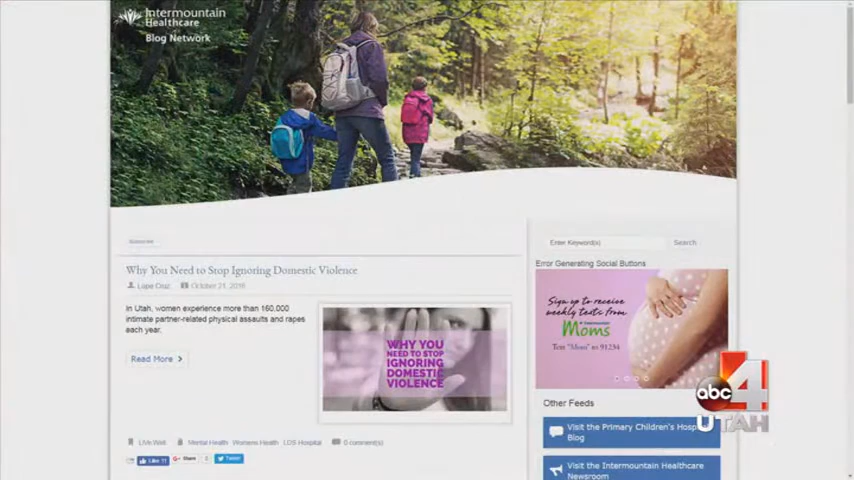 Intermountain
Healthcare
Blog Network
Subscribe
Enter Keyword(s)
Search
Error Generating Social Buttons
Why You Need to Stop Ignoring Domestic Violence
Lupe Cruz
October 21, 2016
In Utah, women experience more than 160,000
intimate partner-related physical assaults and rapes
each year.
Read More
WHY YOU
NEED TO STOP
IGNORING
DOMESTIC
VIOLENCE
Sign up to receive
weekly texts from
Intermountain
Moms
Text "Moms" to 91234
abc 4
UTAH
Other Feeds
Visit the Primary Children's Hospital
Blog
Visit the Intermountain Healthcare
Newsroom
LiVe Well
Mental Health
Womens Health
LDS Hospital
0 comment(s)
Like
Share
0
Tweet